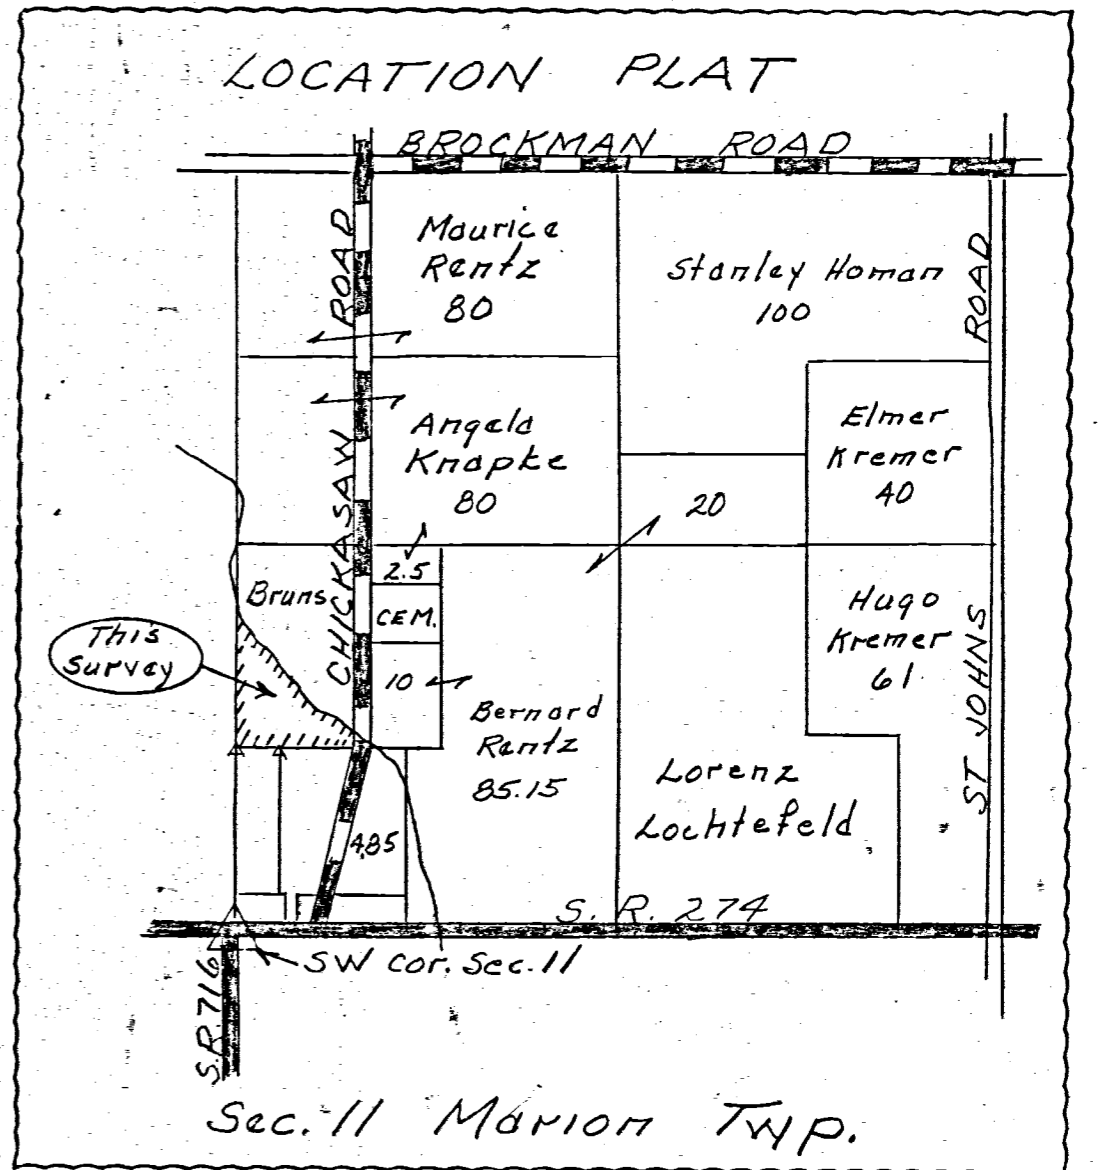 LOCATION PLAT
BROCKMAN ROAD
Maurice
Rentz
80
Stanley Homan
100
CHICKASAW ROAD
ST JOHNS ROAD
Angela
Knapke
80
20
Elmer
Kremer
40
2.5
Bruns
CEM.
Hugo
Kremer
61
This
Survey
10
Bernard
Rentz
85.15
Lorenz
Lochtefeld
4.85
S. R. 274
SW cor. Sec. 11
S.R. 716
Sec. 11 Marion Twp.